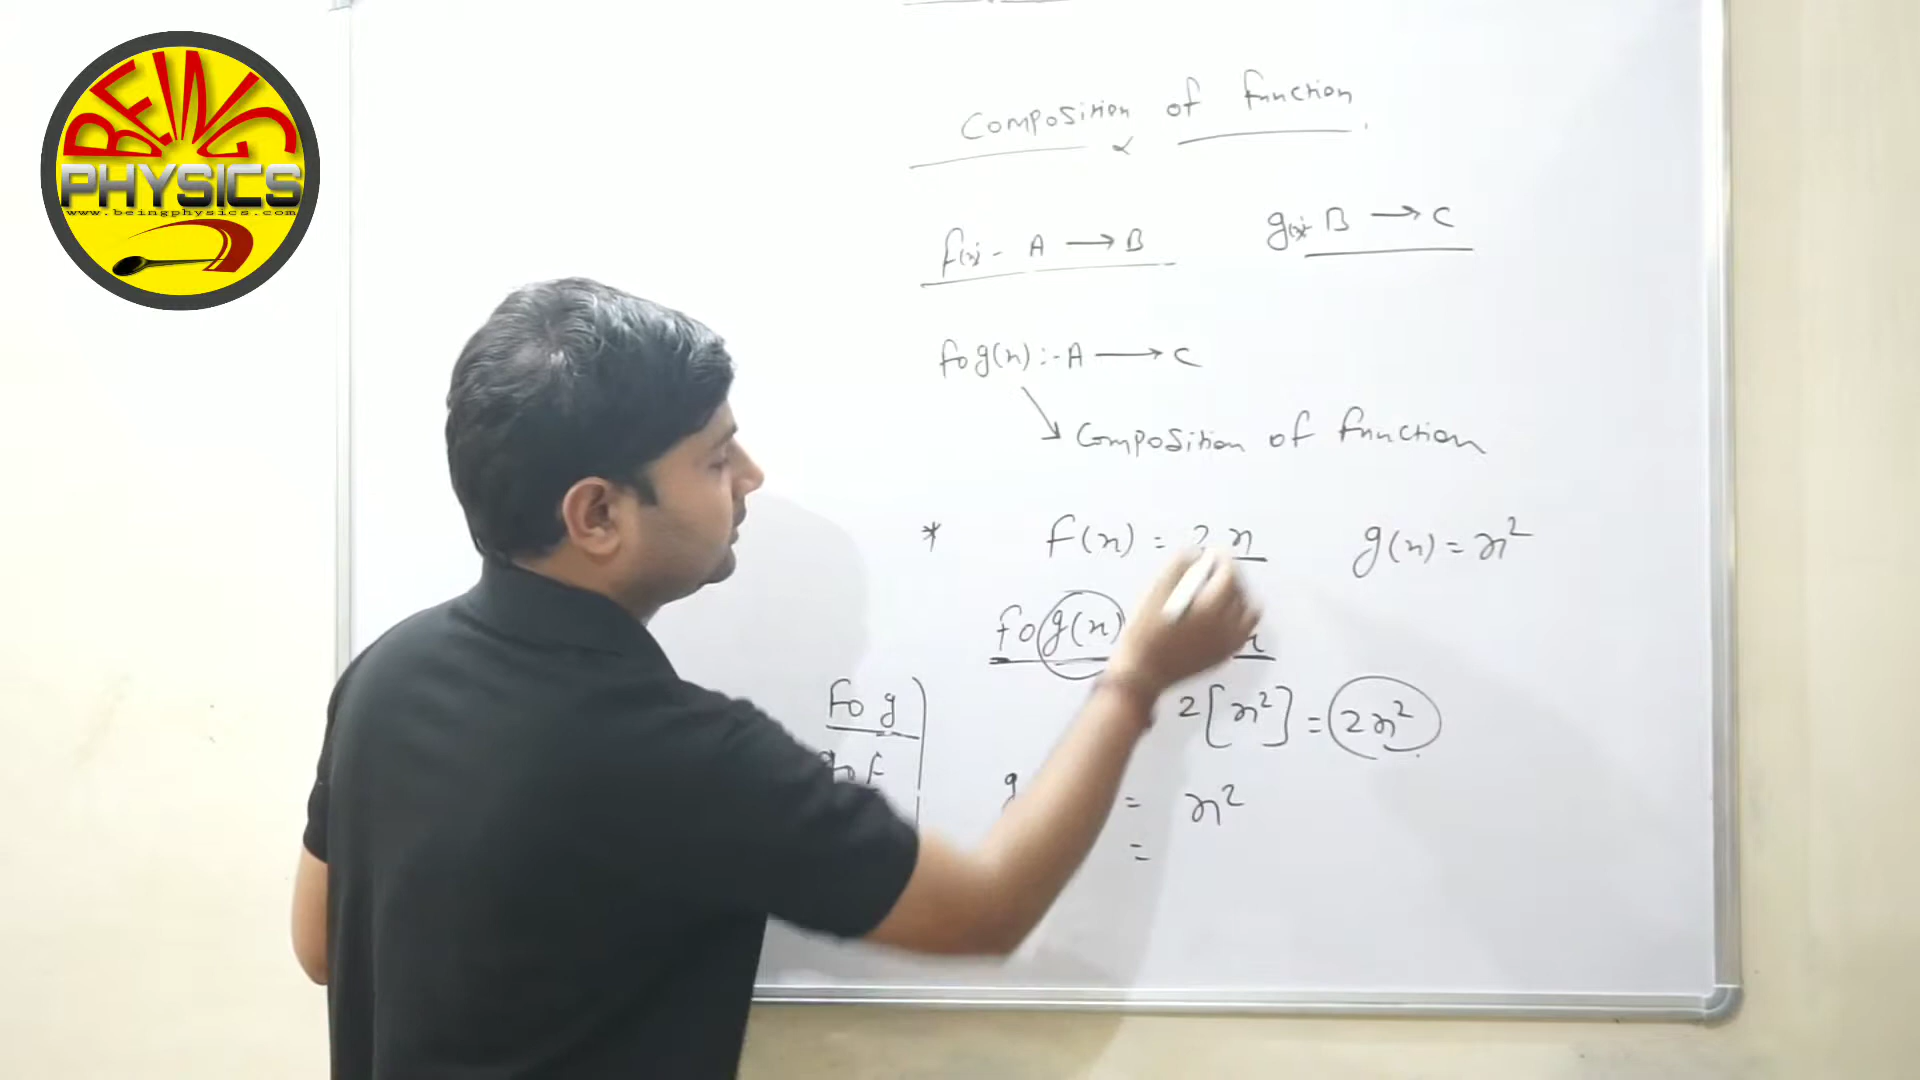 BEING
PHYSICS
www.beingphysics.com
Composition of function
f(x):- A → B
g(x):- B → C
fog(x):- A → C
Composition of function
* f(x) = 2x g(x) = x²
fog(x)
2[x²] = 2x²
fog
gof
g = x²
=